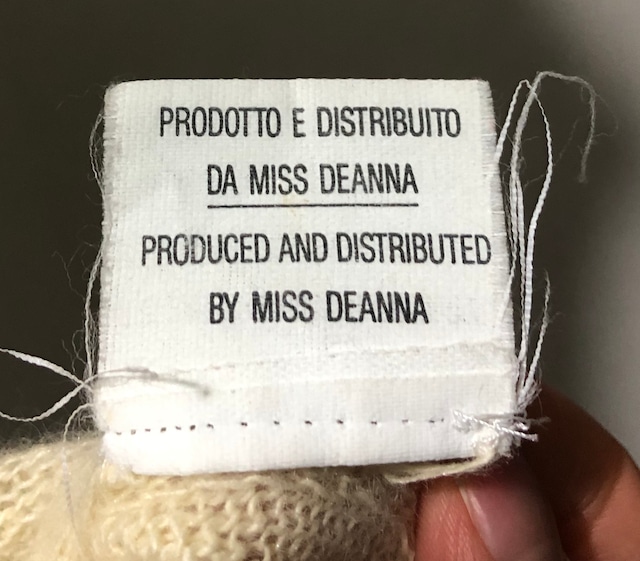 PRODOTTO E DISTRIBUITO
DA MISS DEANNA
PRODUCED AND DISTRIBUTED
BY MISS DEANNA